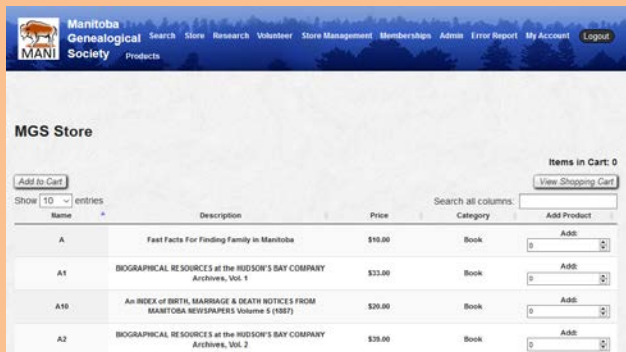 Manitoba
Genealogical
Society
MANI
Search Store Research Volunteer Store Management Memberships Admin Error Report My Account Logout
Products
MGS Store
Items in Cart: 0
Add to Cart
View Shopping Cart
Show 10 entries
Search all columns:
Name Description Price Category Add Product
A Fast Facts For Finding Family in Manitoba $10.00 Book Add:
0
A1 BIOGRAPHICAL RESOURCES at the HUDSON'S BAY COMPANY
Archives, Vol. 1 $33.00 Book Add:
0
A10 An INDEX of BIRTH, MARRIAGE & DEATH NOTICES FROM
MANITOBA NEWSPAPERS Volume 5 (1887) $20.00 Book Add:
0
A2 BIOGRAPHICAL RESOURCES at the HUDSON'S BAY COMPANY
Archives, Vol. 2 $39.00 Book Add:
0